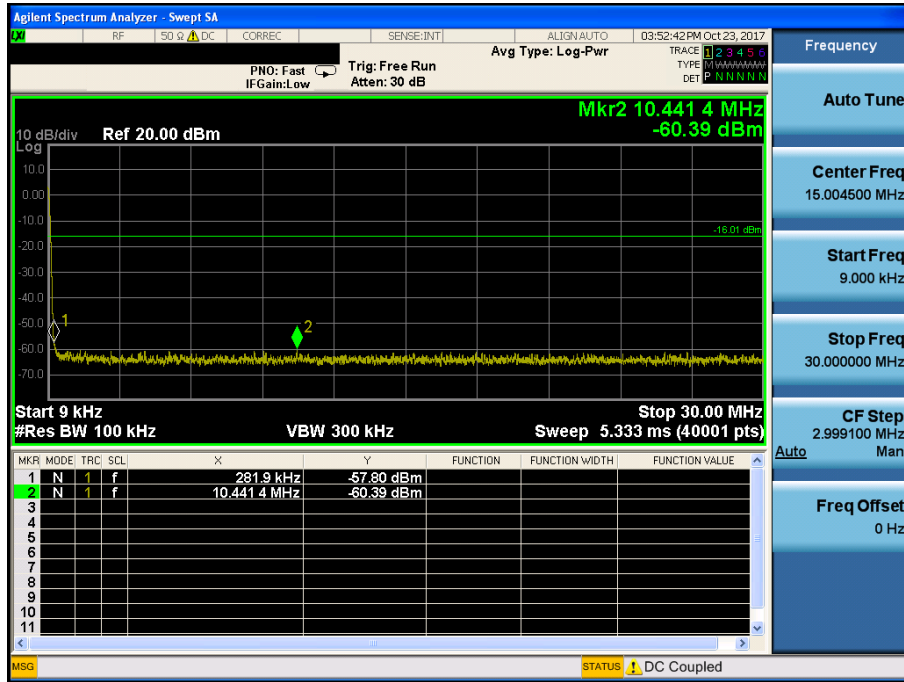 Agilent Spectrum Analyzer - Swept SA
LXI RF 50 Ω DC CORREC SENSE:INT ALIGN AUTO 03:52:42 PM Oct 23, 2017
Avg Type: Log-Pwr
TRACE 1 2 3 4 5 6
TYPE M W W W W W
DET P N N N N N
PNO: Fast Trig: Free Run
IFGain:Low Atten: 30 dB
Mkr2 10.441 4 MHz
-60.39 dBm
10 dB/div Ref 20.00 dBm
Log
10.0
0.00
-10.0
-16.01 dBm
-20.0
-30.0
-40.0
-50.0
1
2
-60.0
-70.0
Start 9 kHz Stop 30.00 MHz
#Res BW 100 kHz VBW 300 kHz Sweep 5.333 ms (40001 pts)
MKR MODE TRC SCL X Y FUNCTION FUNCTION WIDTH FUNCTION VALUE
1 N 1 f 281.9 kHz -57.80 dBm
2 N 1 f 10.441 4 MHz -60.39 dBm
3
4
5
6
7
8
9
10
11
MSG STATUS DC Coupled
Frequency
Auto Tune
Center Freq
15.004500 MHz
Start Freq
9.000 kHz
Stop Freq
30.000000 MHz
CF Step
2.999100 MHz
Auto Man
Freq Offset
0 Hz